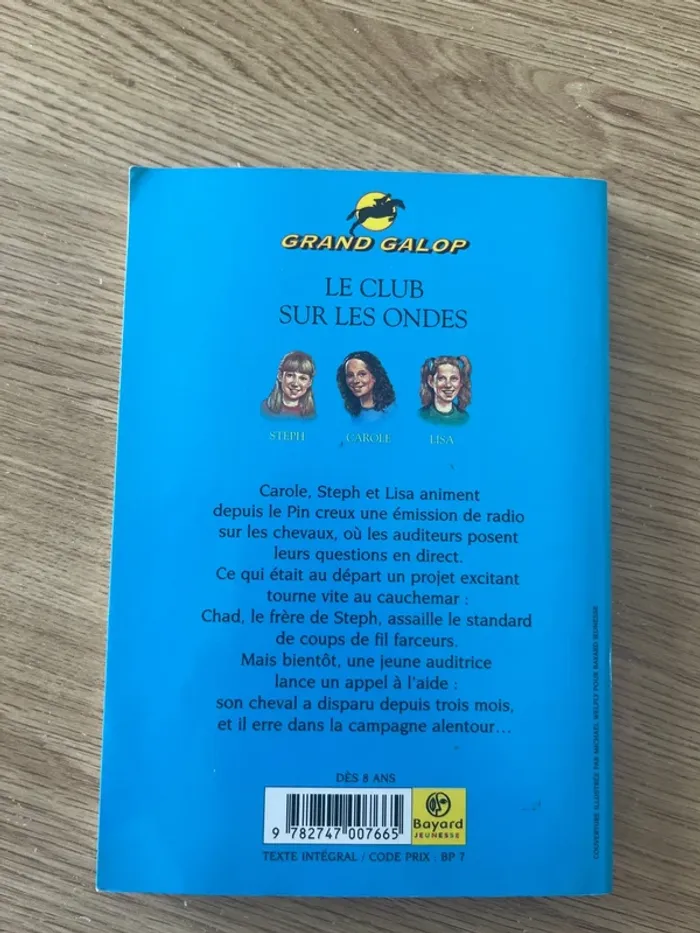 GRAND GALOP
LE CLUB
SUR LES ONDES
STEPH
CAROLE
LISA
Carole, Steph et Lisa animent
depuis le Pin creux une émission de radio
sur les chevaux, où les auditeurs posent
leurs questions en direct.
Ce qui était au départ un projet excitant
tourne vite au cauchemar :
Chad, le frère de Steph, assaille le standard
de coups de fil farceurs.
Mais bientôt, une jeune auditrice
lance un appel à l'aide :
son cheval a disparu depuis trois mois,
et il erre dans la campagne alentour...
DÈS 8 ANS
9 782747 007665
Bayard
JEUNESSE
TEXTE INTÉGRAL / CODE PRIX : BP 7
COUVERTURE ILLUSTRÉE PAR MICHAEL WELPLY POUR BAYARD JEUNESSE